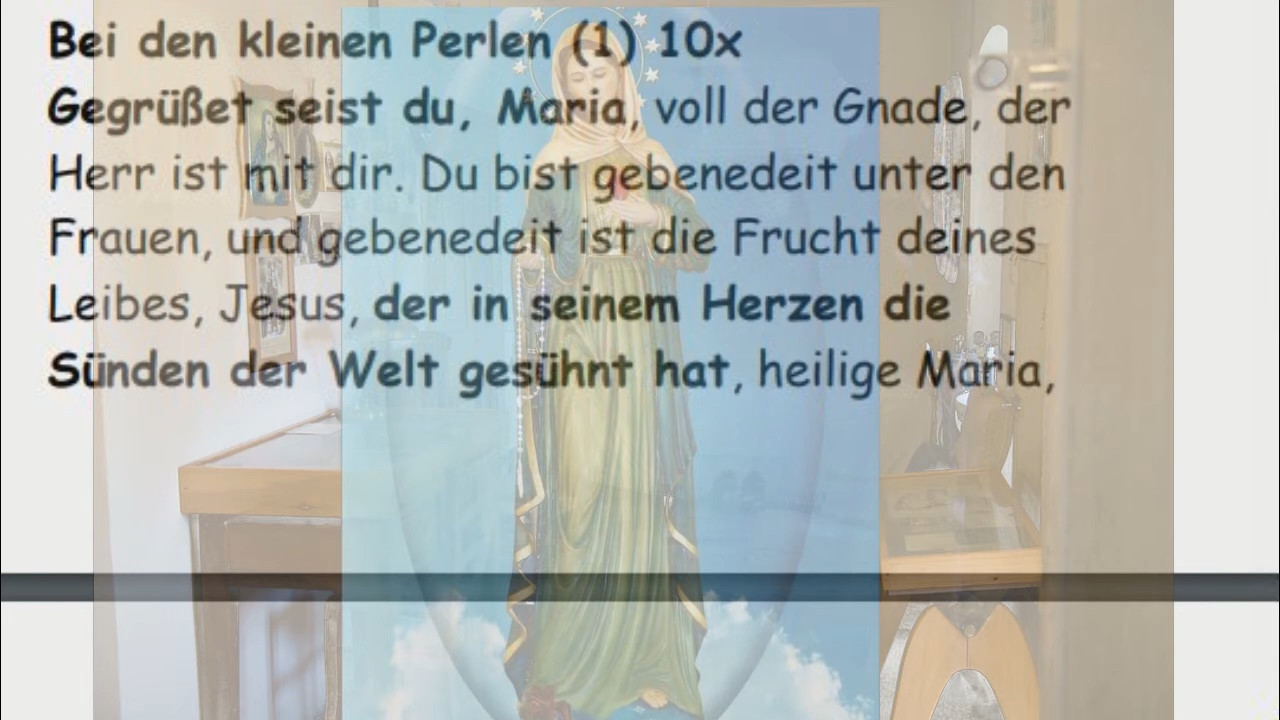 Bei den kleinen Perlen (1) 10x
Gegrüßet seist du, Maria, voll der Gnade, der
Herr ist mit dir. Du bist gebenedeit unter den
Frauen, und gebenedeit ist die Frucht deines
Leibes, Jesus, der in seinem Herzen die
Sünden der Welt gesühnt hat, heilige Maria,